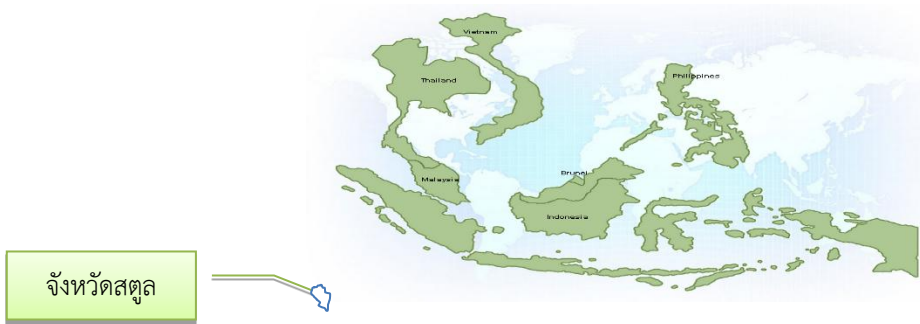 Vietnam
Thailand
Philippines
Malaysia
Brunei
Indonesia
จังหวัดสตูล